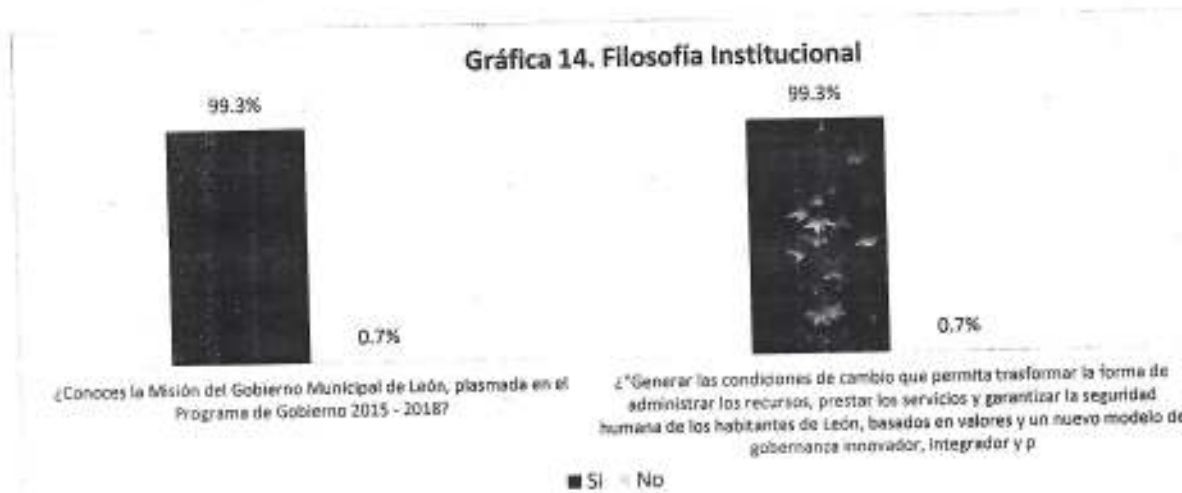 Gráfica 14. Filosofía Institucional
99.3%
0.7%
¿Conoces la Misión del Gobierno Municipal de León, plasmada en el
Programa de Gobierno 2015 - 2018?
99.3%
0.7%
¿"Generar las condiciones de cambio que permita trasformar la forma de
administrar los recursos, prestar los servicios y garantizar la seguridad
humana de los habitantes de León, basados en valores y un nuevo modelo de
gobernanza innovador, integrador y p
Si No